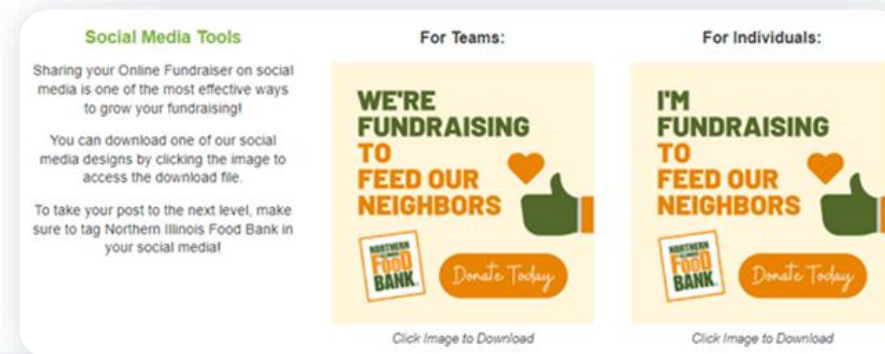 Social Media Tools
Sharing your Online Fundraiser on social
media is one of the most effective ways
to grow your fundraising!
You can download one of our social
media designs by clicking the image to
access the download file.
To take your post to the next level, make
sure to tag Northern Illinois Food Bank in
your social media!
For Teams:
WE'RE
FUNDRAISING
TO
FEED OUR
NEIGHBORS
NORTHERN
ILLINOIS
FOOD
BANK
Donate Today
Click Image to Download
For Individuals:
I'M
FUNDRAISING
TO
FEED OUR
NEIGHBORS
NORTHERN
ILLINOIS
FOOD
BANK
Donate Today
Click Image to Download